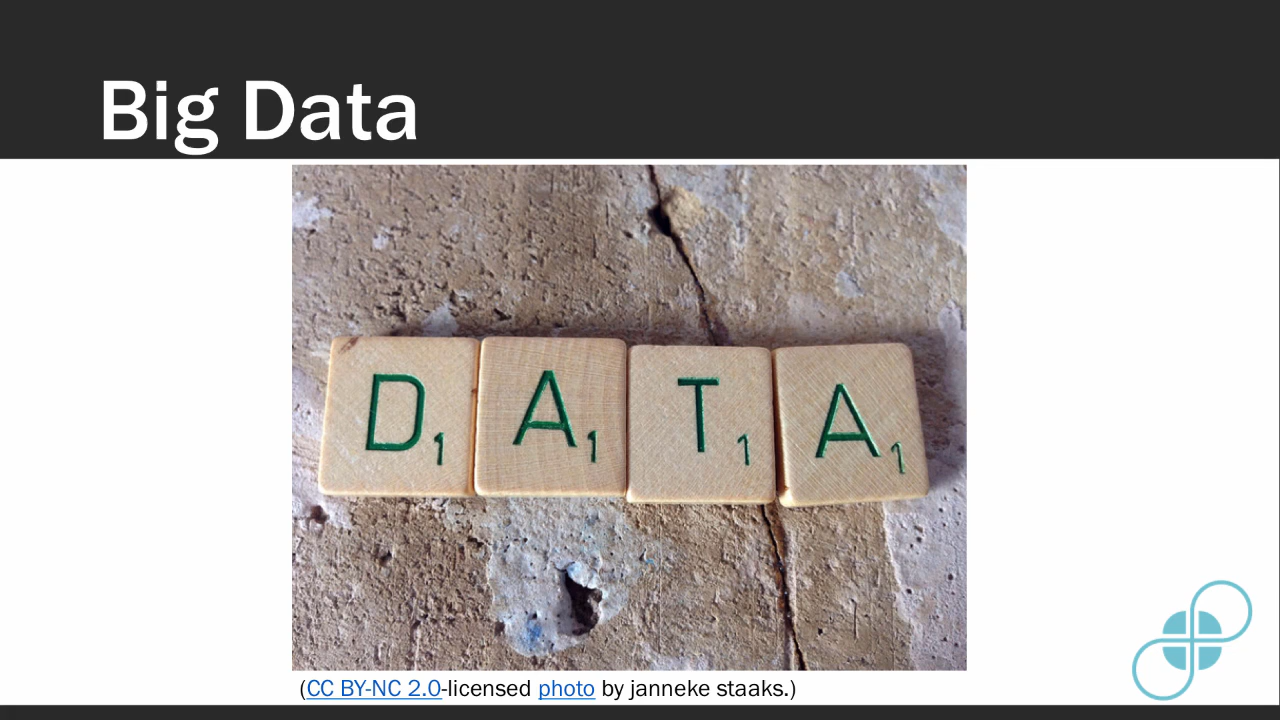 Big Data
D1 A1 T1 A1
(CC BY-NC 2.0-licensed photo by janneke staaks.)